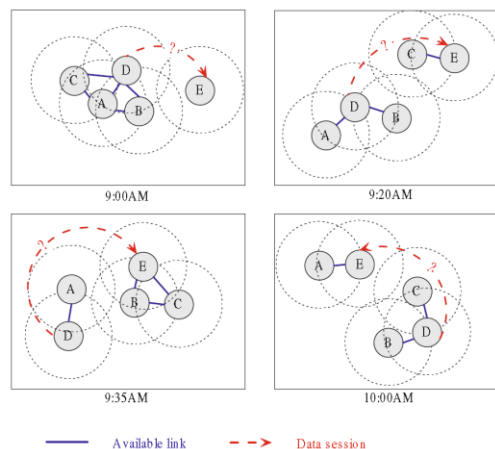 ?
C
D
A
B
E
9:00AM
?
C
E
D
A
B
9:20AM
?
E
A
B
C
D
9:35AM
?
A
E
C
D
B
10:00AM
Available link
Data session